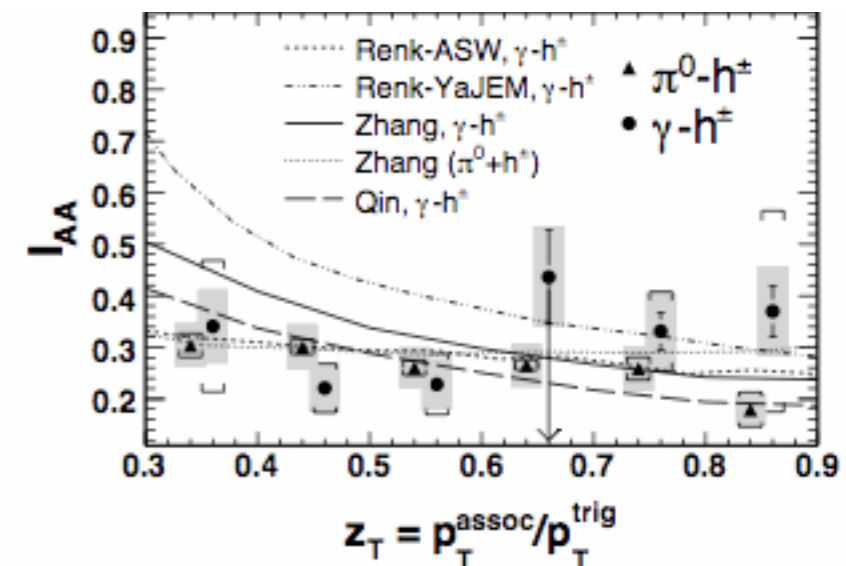 0.9
0.8
0.7
0.6
0.5
0.4
0.3
0.2
I_AA
Renk-ASW, γ-h±
Renk-YaJEM, γ-h±
Zhang, γ-h±
Zhang (π⁰+h±)
Qin, γ-h±
π⁰-h±
γ-h±
0.3 0.4 0.5 0.6 0.7 0.8 0.9
z_T = p_T^assoc/p_T^trig